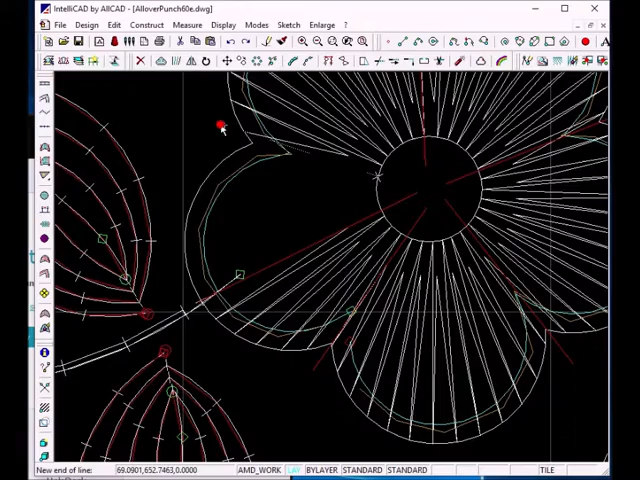 IntelliCAD by AllCAD - [AlloverPunch60e.dwg]
File Design Edit Construct Measure Modes Sketch Enlarge ?
New end of line: 69.0901,652.7463,0.0000 AMD_WORK LAY BYLAYER STANDARD STANDARD TILE